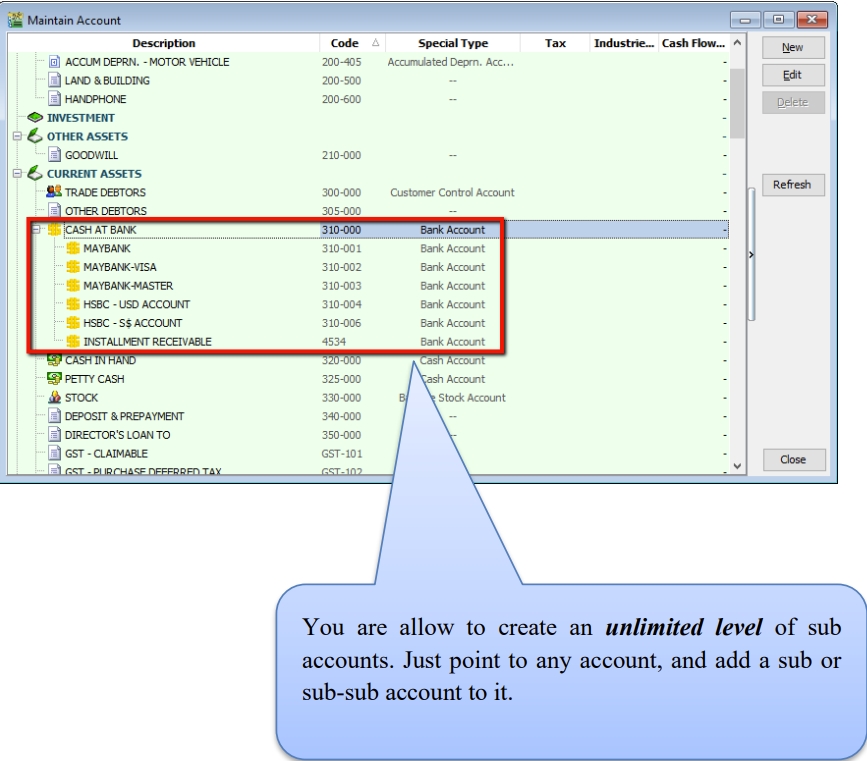 Maintain Account
Description Code Special Type Tax Industrie... Cash Flow...
ACCUM DEPRN. - MOTOR VEHICLE 200-405 Accumulated Deprn. Acc... -
LAND & BUILDING 200-500 -- -
HANDPHONE 200-600 -- -
INVESTMENT -
OTHER ASSETS -
GOODWILL 210-000 -- -
CURRENT ASSETS -
TRADE DEBTORS 300-000 Customer Control Account -
OTHER DEBTORS 305-000 -- -
CASH AT BANK 310-000 Bank Account -
MAYBANK 310-001 Bank Account -
MAYBANK-VISA 310-002 Bank Account -
MAYBANK-MASTER 310-003 Bank Account -
HSBC - USD ACCOUNT 310-004 Bank Account -
HSBC - S$ ACCOUNT 310-006 Bank Account -
INSTALLMENT RECEIVABLE 4534 Bank Account -
CASH IN HAND 320-000 Cash Account -
PETTY CASH 325-000 Cash Account -
STOCK 330-000 Stock Account -
DEPOSIT & PREPAYMENT 340-000 -- -
DIRECTOR'S LOAN TO 350-000 -- -
GST - CLAIMABLE GST-101 -
GST - PURCHASE DEFERRED TAX GST-102 -
New
Edit
Delete
Refresh
Close
You are allow to create an unlimited level of sub
accounts. Just point to any account, and add a sub or
sub-sub account to it.